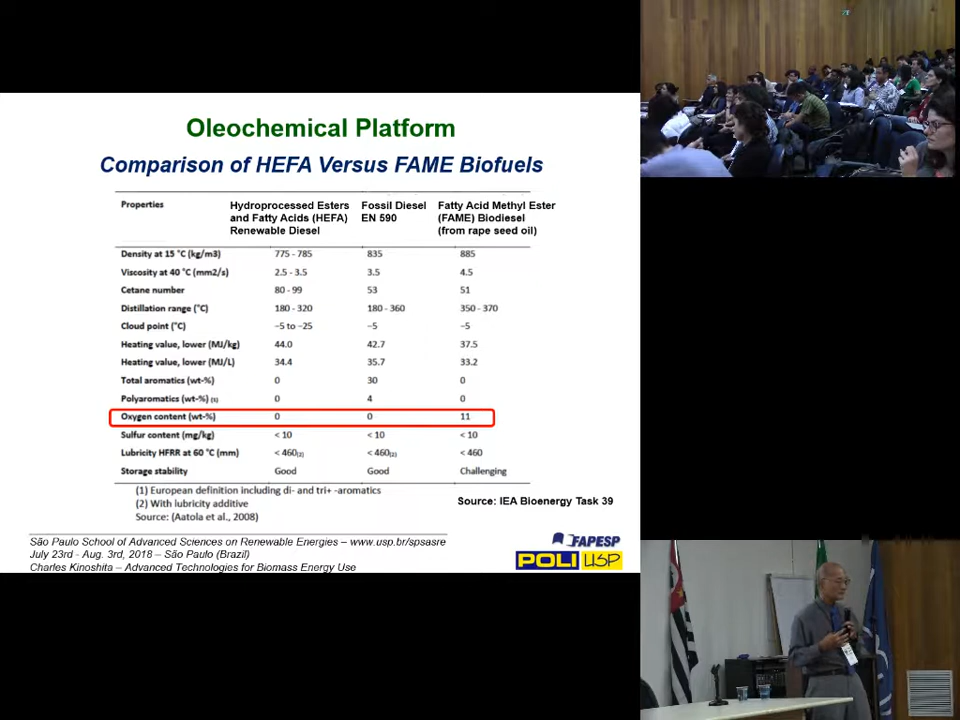 Oleochemical Platform
Comparison of HEFA Versus FAME Biofuels
Properties Hydroprocessed Esters and Fatty Acids (HEFA) Renewable Diesel Fossil Diesel EN 590 Fatty Acid Methyl Ester (FAME) Biodiesel (from rape seed oil)
Density at 15 °C (kg/m3) 775 - 785 835 885
Viscosity at 40 °C (mm2/s) 2.5 - 3.5 3.5 4.5
Cetane number 80 - 99 53 51
Distillation range (°C) 180 - 320 180 - 360 350 - 370
Cloud point (°C) −5 to −25 −5 −5
Heating value, lower (MJ/kg) 44.0 42.7 37.5
Heating value, lower (MJ/L) 34.4 35.7 33.2
Total aromatics (wt-%) 0 30 0
Polyaromatics (wt-%) (1) 0 4 0
Oxygen content (wt-%) 0 0 11
Sulfur content (mg/kg) < 10 < 10 < 10
Lubricity HFRR at 60 °C (mm) < 460(2) < 460(2) < 460
Storage stability Good Good Challenging
(1) European definition including di- and tri+ -aromatics
(2) With lubricity additive
Source: (Aatola et al., 2008)
Source: IEA Bioenergy Task 39
São Paulo School of Advanced Sciences on Renewable Energies – www.usp.br/spsasre
July 23rd - Aug. 3rd, 2018 – São Paulo (Brazil)
Charles Kinoshita – Advanced Technologies for Biomass Energy Use
FAPESP
POLI USP